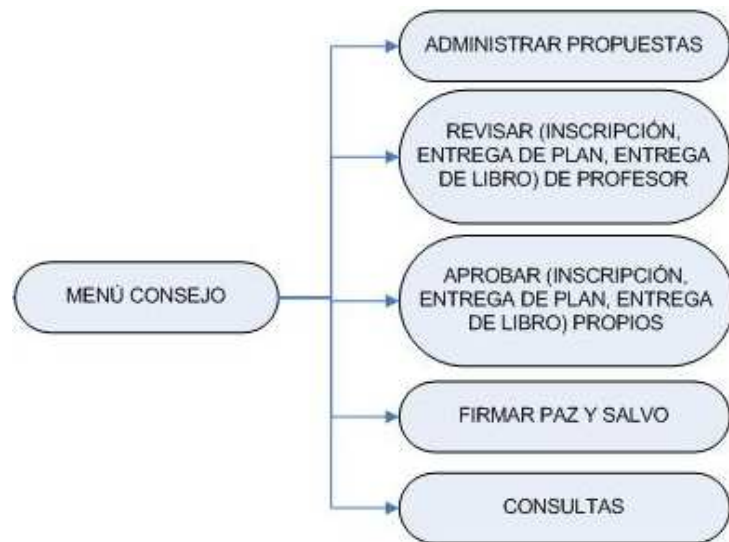 ADMINISTRAR PROPUESTAS
REVISAR (INSCRIPCIÓN,
ENTREGA DE PLAN, ENTREGA
DE LIBRO) DE PROFESOR
MENÚ CONSEJO
APROBAR (INSCRIPCIÓN,
ENTREGA DE PLAN, ENTREGA
DE LIBRO) PROPIOS
FIRMAR PAZ Y SALVO
CONSULTAS